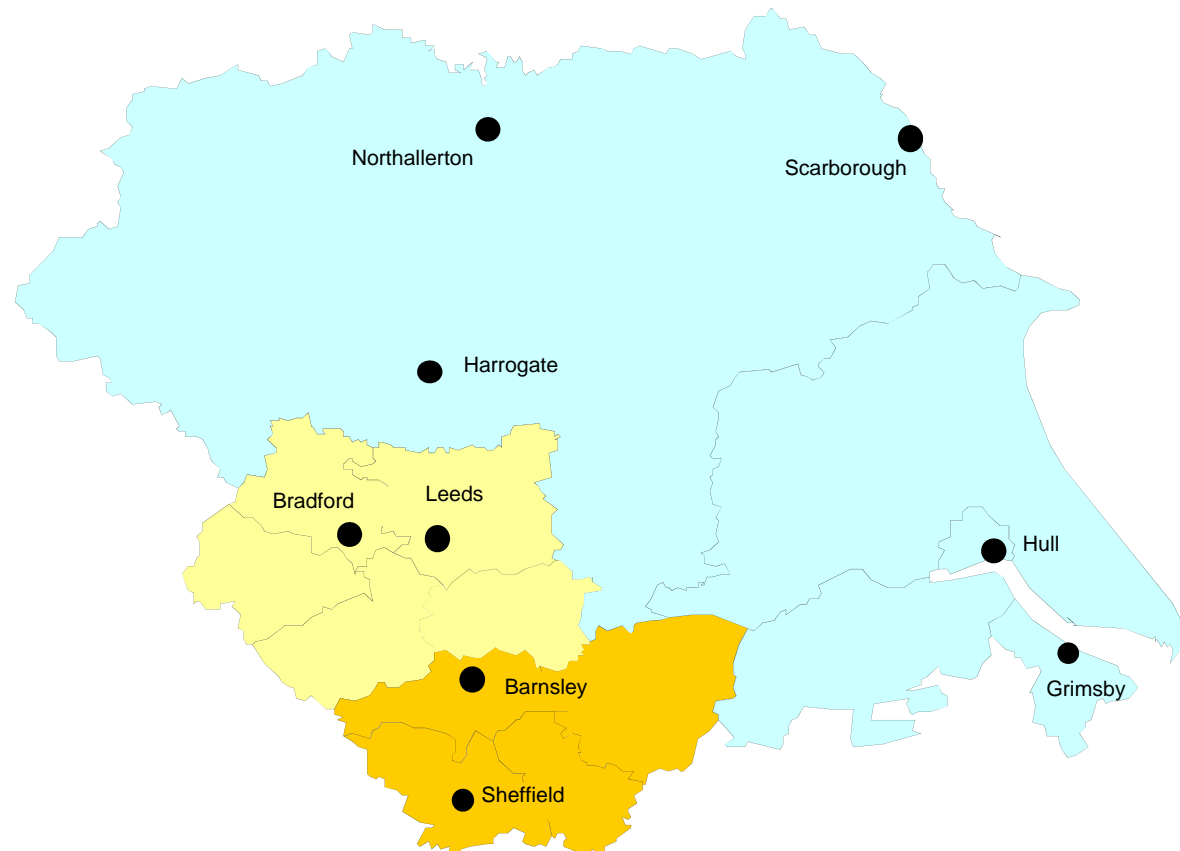 Northallerton
Scarborough
Harrogate
Bradford
Leeds
Hull
Barnsley
Grimsby
Sheffield